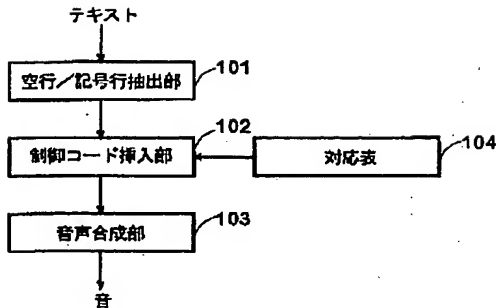 テキスト
空行／記号行抽出部
101
制御コード挿入部
102
対応表
104
音声合成部
103
音